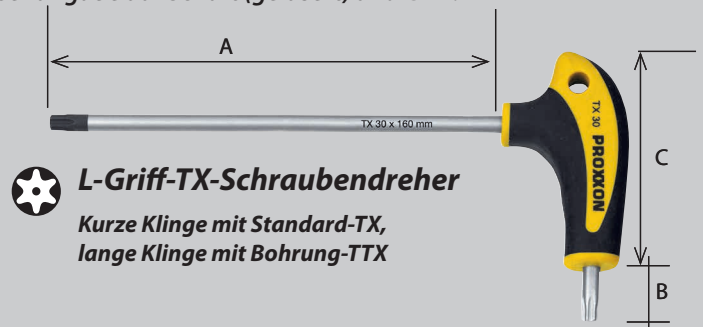 A
TX 30 x 160 mm
TX 30
PROXXON
C
L-Griff-TX-Schraubendreher
Kurze Klinge mit Standard-TX,
lange Klinge mit Bohrung-TTX
B